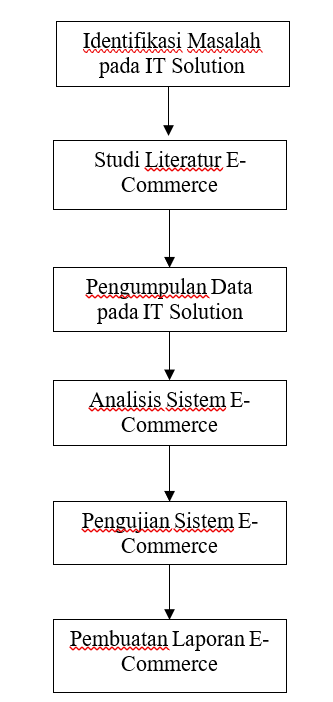 Identifikasi Masalah
pada IT Solution
Studi Literatur E-
Commerce
Pengumpulan Data
pada IT Solution
Analisis Sistem E-
Commerce
Pengujian Sistem E-
Commerce
Pembuatan Laporan E-
Commerce